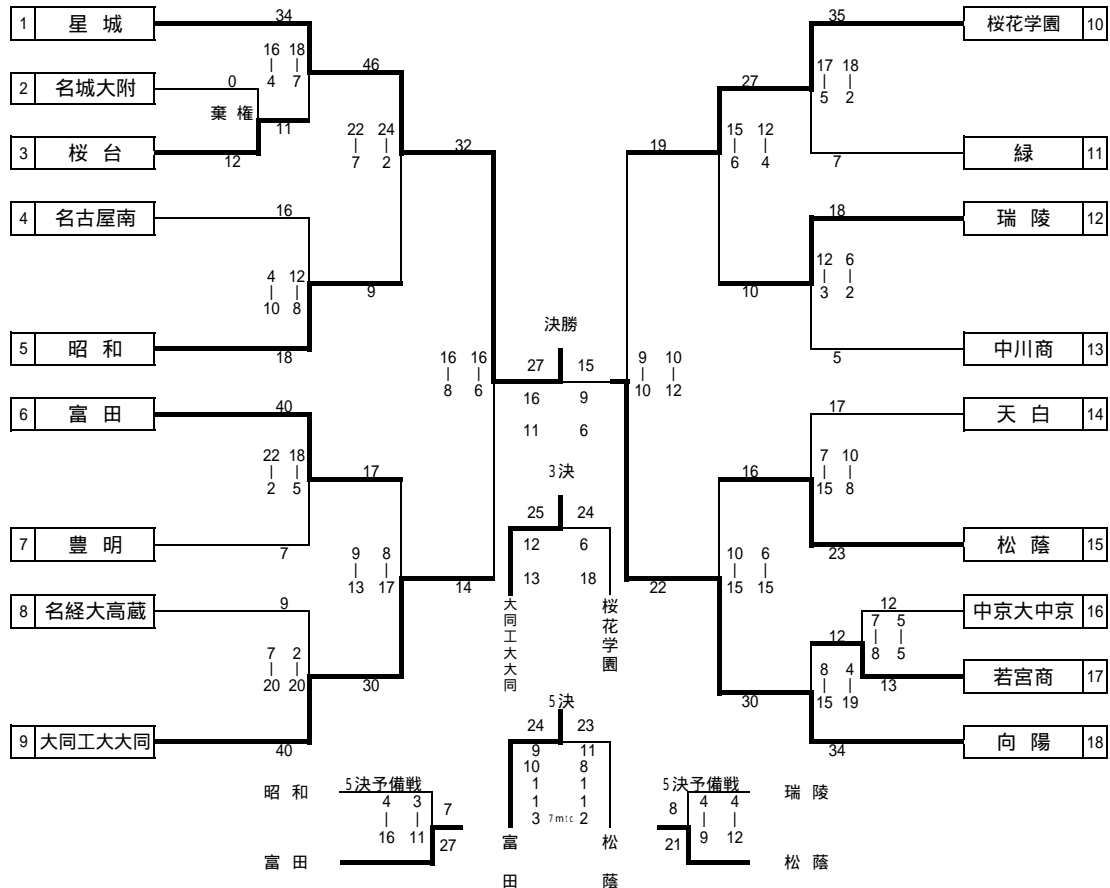 1 星 城
34
16 18
| |
4 7
2 名城大附
0
棄 権
3 桜 台
12
11
46
22 24
| |
7 2
4 名古屋南
16
4 12
| |
10 8
5 昭 和
18
9
32
16 16
| |
8 6
6 富 田
40
22 18
| |
2 5
7 豊 明
7
17
9 8
| |
13 17
8 名経大高蔵
9
7 2
| |
20 20
9 大同工大大同
40
30
14
決勝
27 15
16 9
11 6
3決
25 24
12 6
13 18
大同工大大同
桜花学園
5決
24 23
9 11
10 8
1 1
1 1
3 7mtc 2
富田
松蔭
35
桜花学園 10
17 18
| |
5 2
7
緑 11
27
15 12
| |
6 4
18
瑞 陵 12
12 6
| |
3 2
5
中川商 13
10
19
9 10
| |
10 12
17
天 白 14
7 10
| |
15 8
23
松 蔭 15
16
10 6
| |
15 15
12
中京大中京 16
7 5
| |
8 5
13
若宮商 17
12
8 4
| |
15 19
34
向 陽 18
30
22
昭 和
5決予備戦
4 3
| |
16 11
7
27
富 田
5決予備戦
瑞 陵
8
4 4
| |
9 12
21
松 蔭